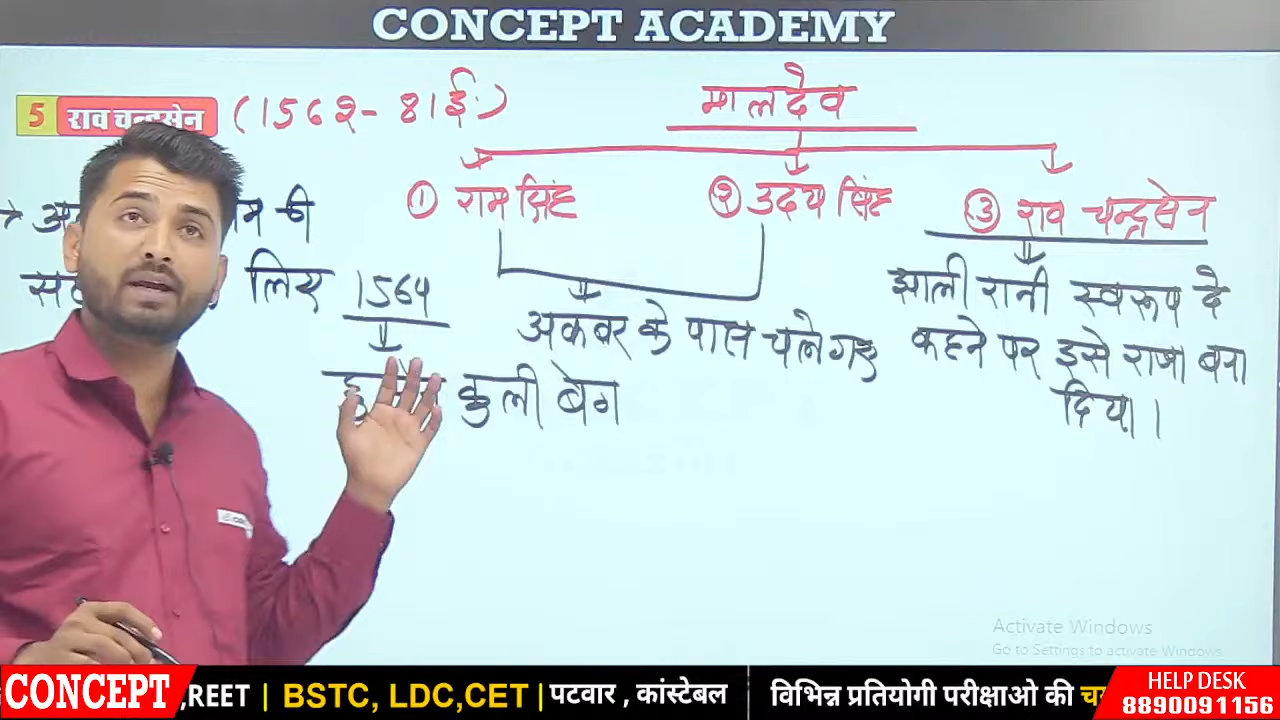 CONCEPT ACADEMY
5 राव चन्द्रसेन (1562-81ई.)
मालदेव
① रामसिंह
② उदय सिंह
③ राव चन्द्रसेन
की
लिए 1564
कुली बेग
अकबर के पास चले गए
झाली रानी स्वरूप दे
कहने पर इसे राजा बना
दिया।
Activate Windows
Go to Settings to activate Windows.
CONCEPT
,REET | BSTC, LDC,CET | पटवार , कांस्टेबल | विभिन्न प्रतियोगी परीक्षाओ की
HELP DESK
8890091156